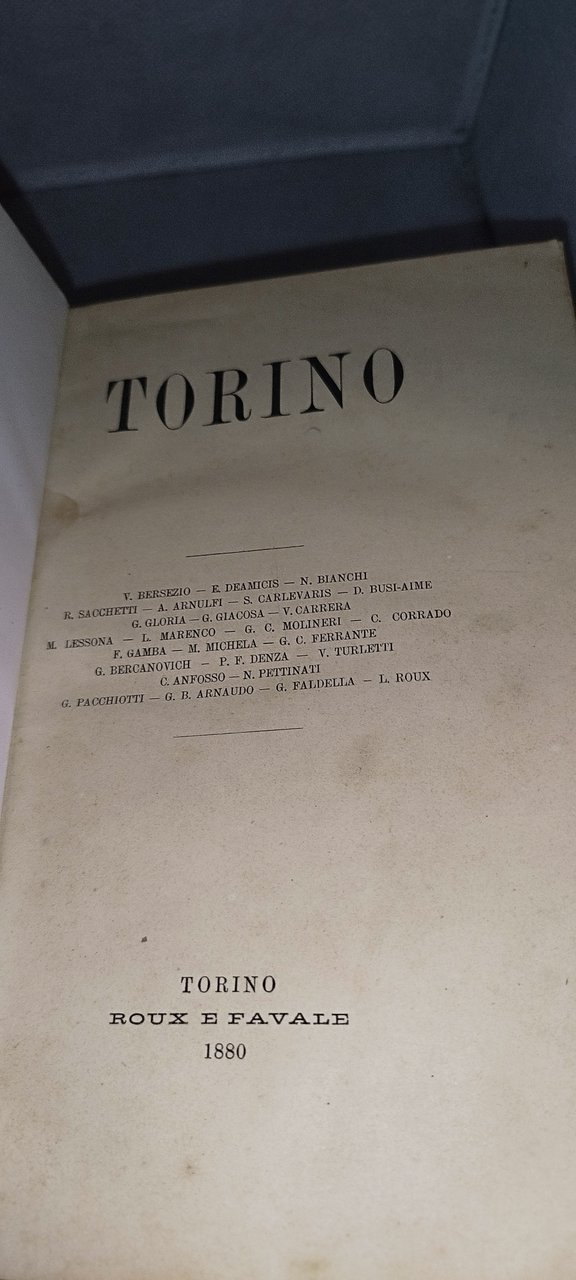 TORINO
V. BERSEZIO — E. DEAMICIS — N. BIANCHI
R. SACCHETTI — A. ARNULFI — S. CARLEVARIS — D. BUSI-AIME
G. GLORIA — G. GIACOSA — V. CARRERA
M. LESSONA — L. MARENCO — G. C. MOLINERI — C. CORRADO
F. GAMBA — M. MICHELA — G. C. FERRANTE
G. BERCANOVICH — P. F. DENZA — V. TURLETTI
C. ANFOSSO — N. PETTINATI
G. PACCHIOTTI — G. B. ARNAUDO — G. FALDELLA — L. ROUX
TORINO
ROUX E FAVALE
1880